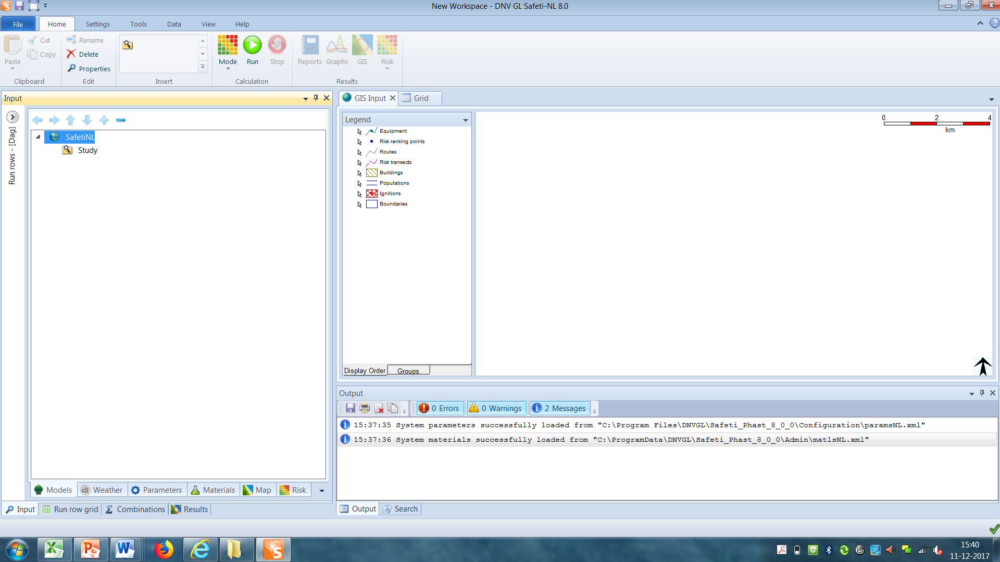 New Workspace - DNV GL Safeti-NL 8.0
File Home Settings Tools Data View Help
Paste Cut Copy
Clipboard
Rename
Delete
Properties
Edit
Insert
Mode Run Stop
Calculation
Reports Graphs GIS Risk
Results
Input
Run rows - [Dag]
SafetiNL
Study
Models Weather Parameters Materials Map Risk
Input Run row grid Combinations Results
GIS Input Grid
Legend
Equipment
Risk ranking points
Routes
Risk transects
Buildings
Populations
Ignitions
Boundaries
Display Order Groups
0 2 4
km
Output
0 Errors 0 Warnings 2 Messages
15:37:35 System parameters successfully loaded from "C:\Program Files\DNVGL\Safeti_Phast_8_0_0\Configuration\paramsNL.xml"
15:37:36 System materials successfully loaded from "C:\ProgramData\DNVGL\Safeti_Phast_8_0_0\Admin\matlsNL.xml"
Output Search
15:40
11-12-2017